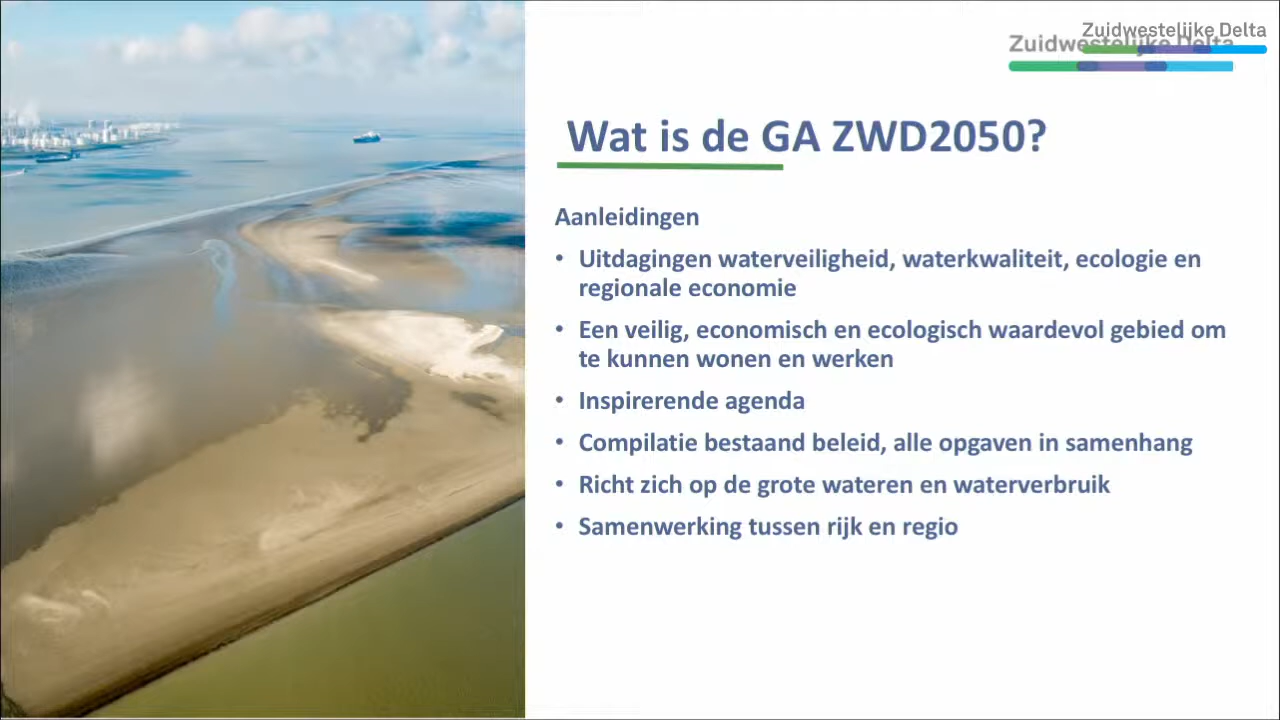 Zuidwestelijke Delta
Zuidwestelijke Delta
Wat is de GA ZWD2050?
Aanleidingen
• Uitdagingen waterveiligheid, waterkwaliteit, ecologie en
regionale economie
• Een veilig, economisch en ecologisch waardevol gebied om
te kunnen wonen en werken
• Inspirerende agenda
• Compilatie bestaand beleid, alle opgaven in samenhang
• Richt zich op de grote wateren en waterverbruik
• Samenwerking tussen rijk en regio